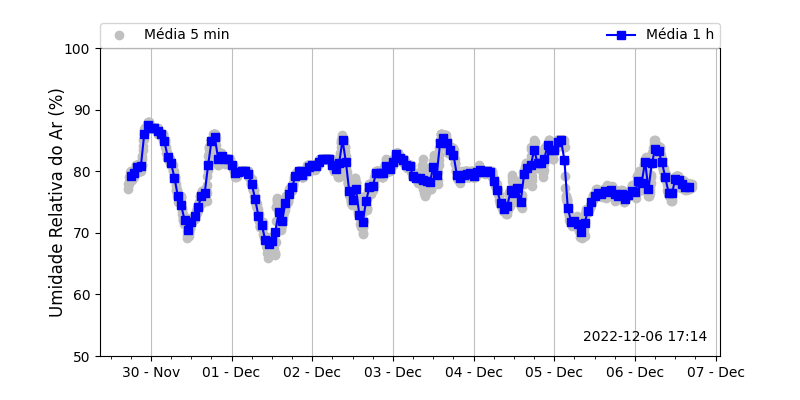 Média 5 min
Média 1 h
Umidade Relativa do Ar (%)
100
90
80
70
60
50
2022-12-06 17:14
30 - Nov
01 - Dec
02 - Dec
03 - Dec
04 - Dec
05 - Dec
06 - Dec
07 - Dec